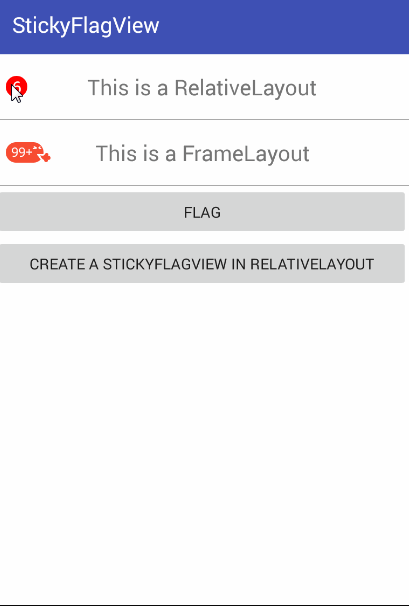 StickyFlagView
6
This is a RelativeLayout
99+
This is a FrameLayout
FLAG
CREATE A STICKYFLAGVIEW IN RELATIVELAYOUT